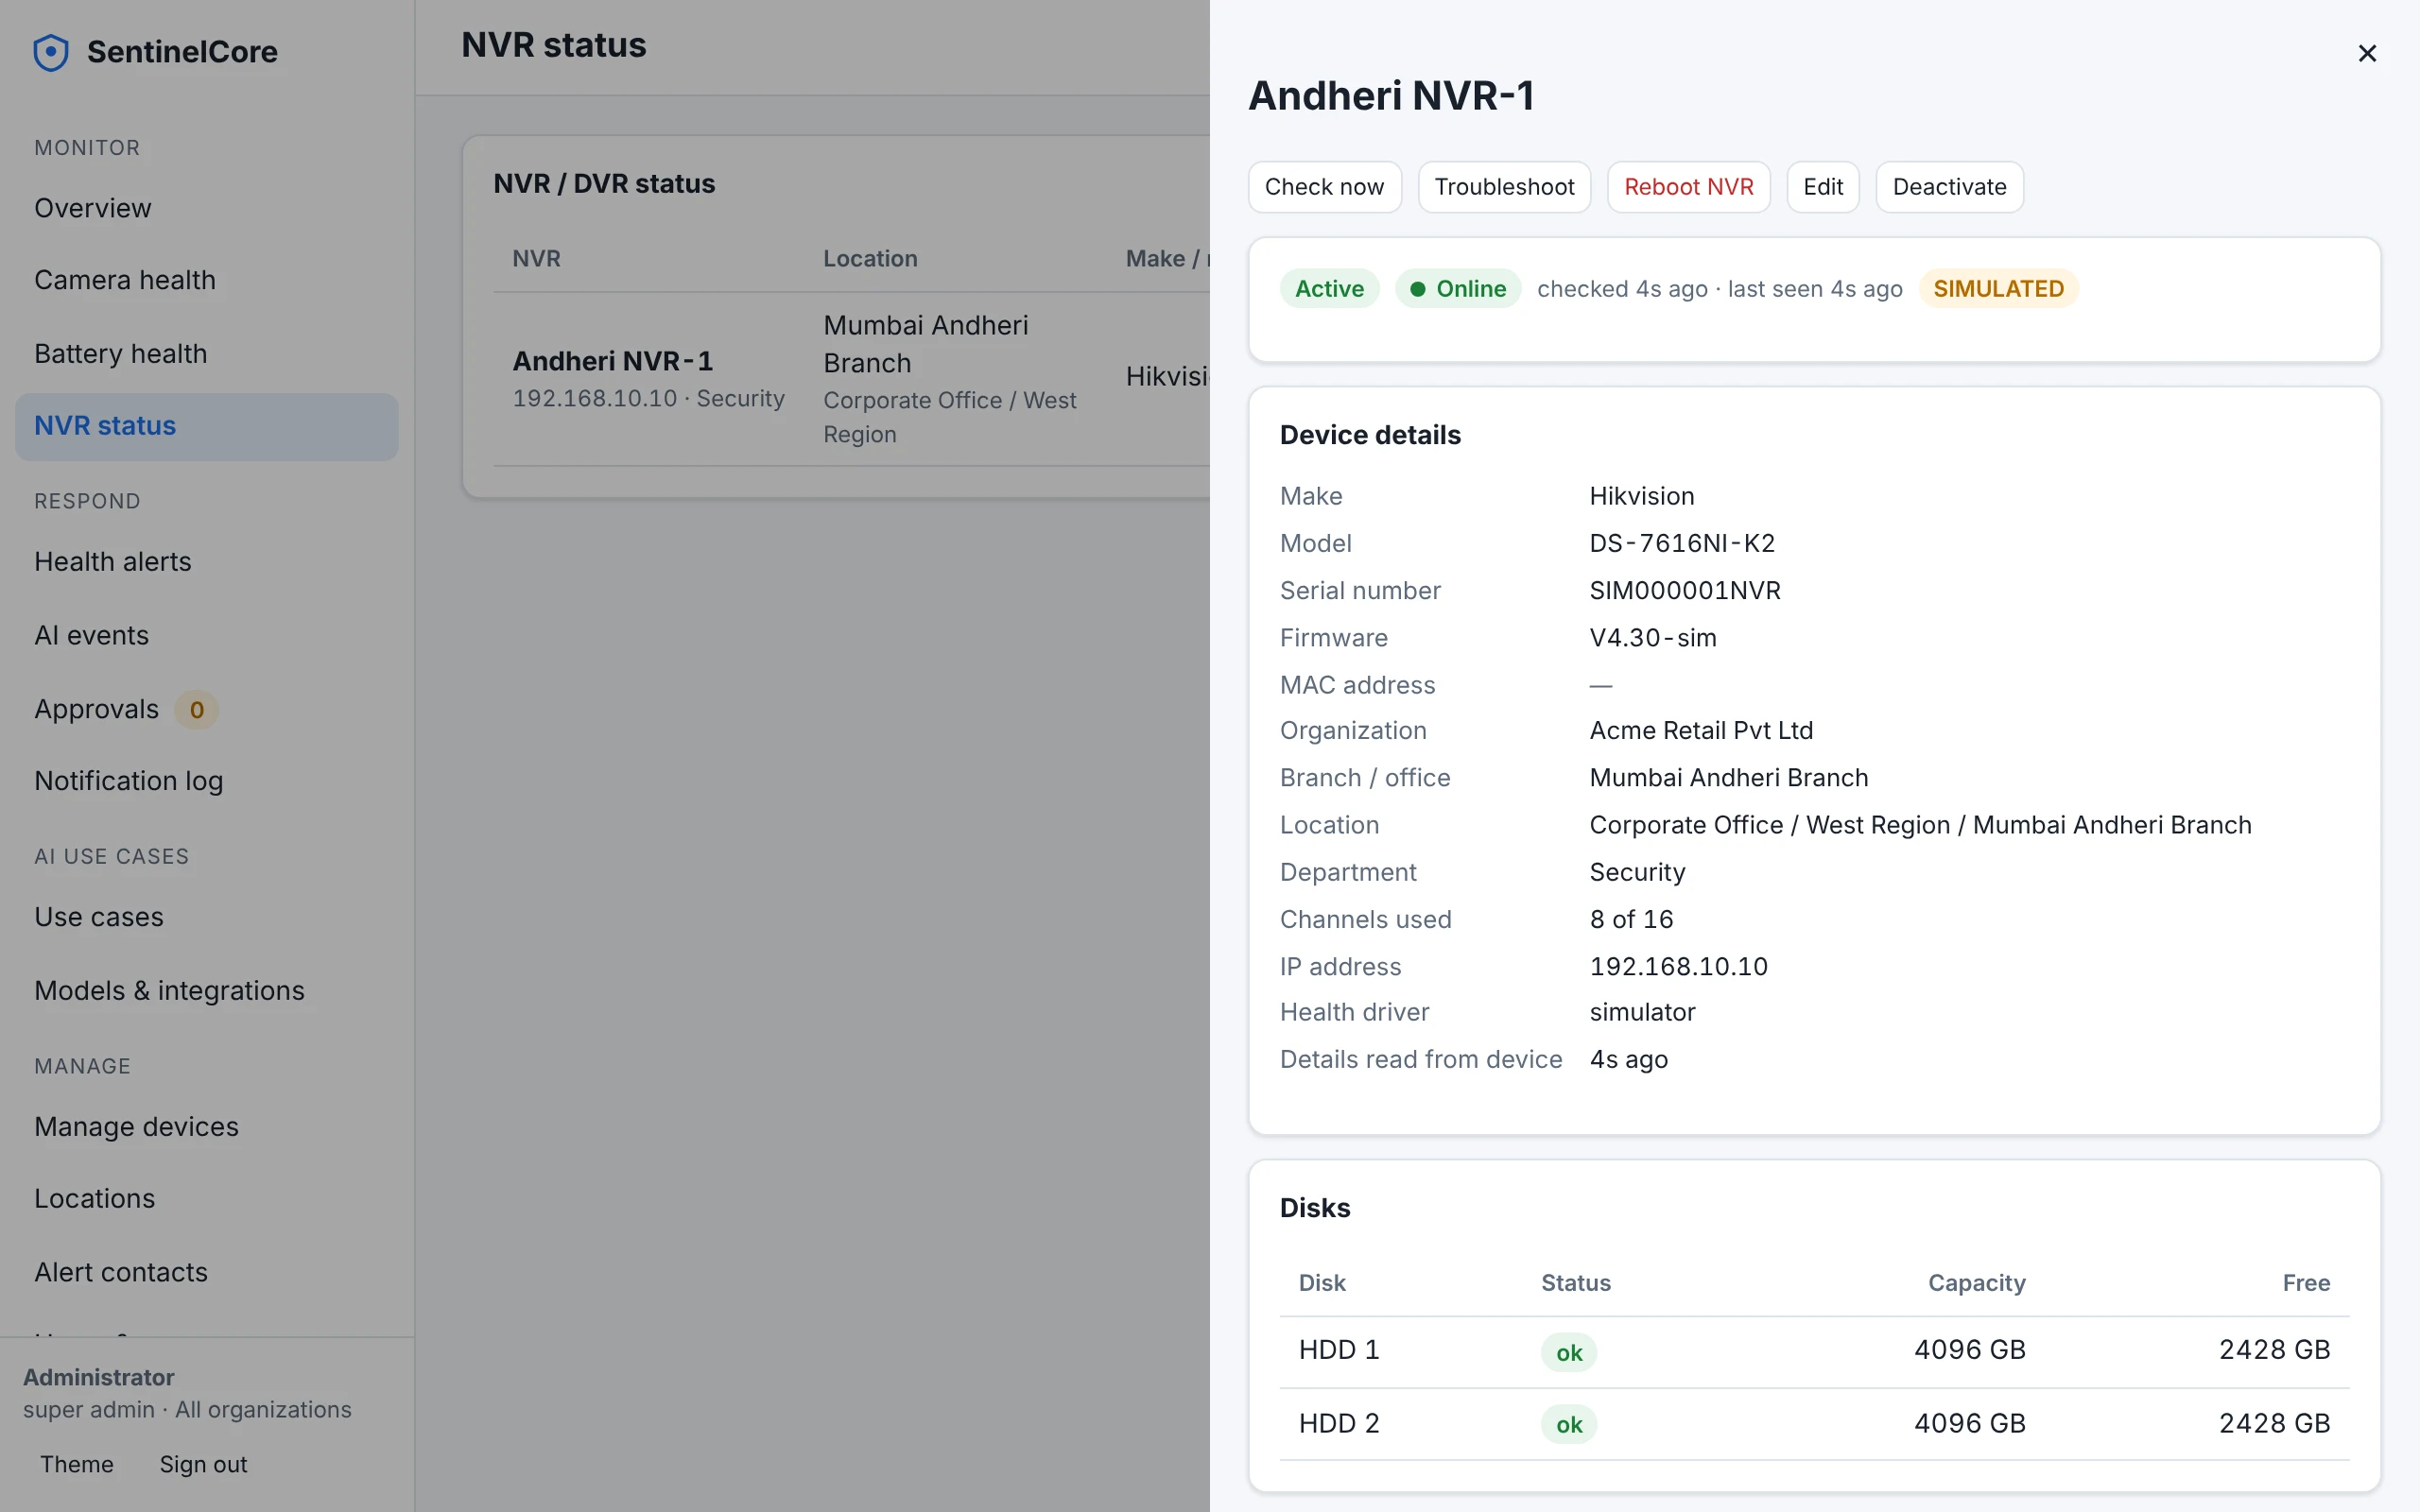 SentinelCore
MONITOR
Overview
Camera health
Battery health
NVR status
RESPOND
Health alerts
AI events
Approvals 0
Notification log
AI USE CASES
Use cases
Models & integrations
MANAGE
Manage devices
Locations
Alert contacts
Administrator
super admin · All organizations
Theme Sign out
NVR status
NVR / DVR status
NVR Location Make /
Andheri NVR-1
192.168.10.10 · Security
Mumbai Andheri
Branch
Corporate Office / West
Region
✕
Andheri NVR-1
Check now Troubleshoot Reboot NVR Edit Deactivate
Active Online checked 4s ago · last seen 4s ago SIMULATED
Device details
Make Hikvision
Model DS-7616NI-K2
Serial number SIM000001NVR
Firmware V4.30-sim
MAC address —
Organization Acme Retail Pvt Ltd
Branch / office Mumbai Andheri Branch
Location Corporate Office / West Region / Mumbai Andheri Branch
Department Security
Channels used 8 of 16
IP address 192.168.10.10
Health driver simulator
Details read from device 4s ago
Disks
Disk Status Capacity Free
HDD 1 ok 4096 GB 2428 GB
HDD 2 ok 4096 GB 2428 GB